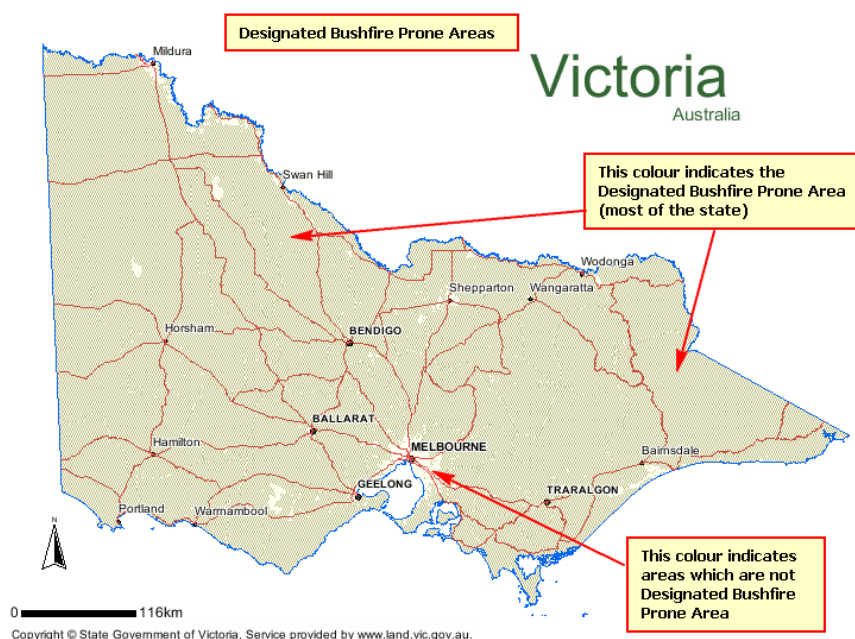 Designated Bushfire Prone Areas
Victoria
Australia
Mildura
This colour indicates the
Designated Bushfire Prone Area
(most of the state)
Swan Hill
Wodonga
Shepparton
Wangaratta
Horsham
BENDIGO
BALLARAT
Hamilton
MELBOURNE
Bairnsdale
GEELONG
TRARALGON
Portland
Warrnambool
N
This colour indicates
areas which are not
Designated Bushfire
Prone Area
0 116km
Copyright © State Government of Victoria. Service provided by www.land.vic.gov.au.